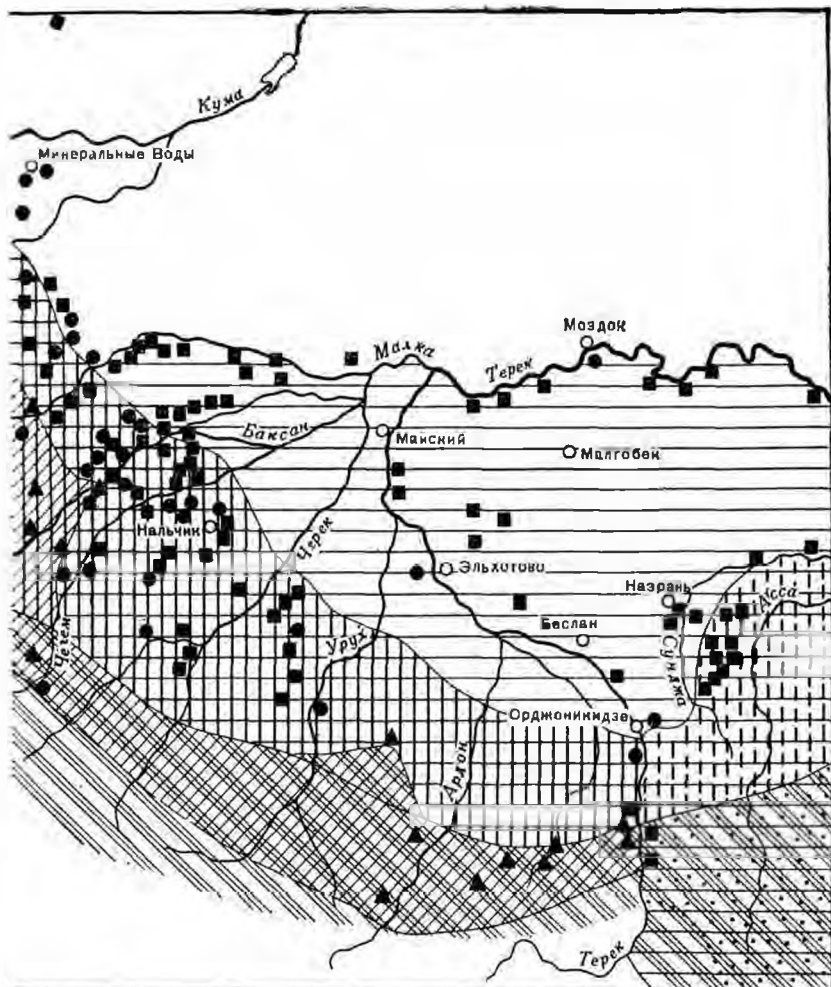 Кума
Минеральные Воды
Моздок
Малка
Терек
Баксан
Майский
Малгобек
Нальчик
Черек
Эльхотово
Назрань
Асса
Чегем
Урух
Беслан
Сунджа
Орджоникидзе
Ардон
Терек